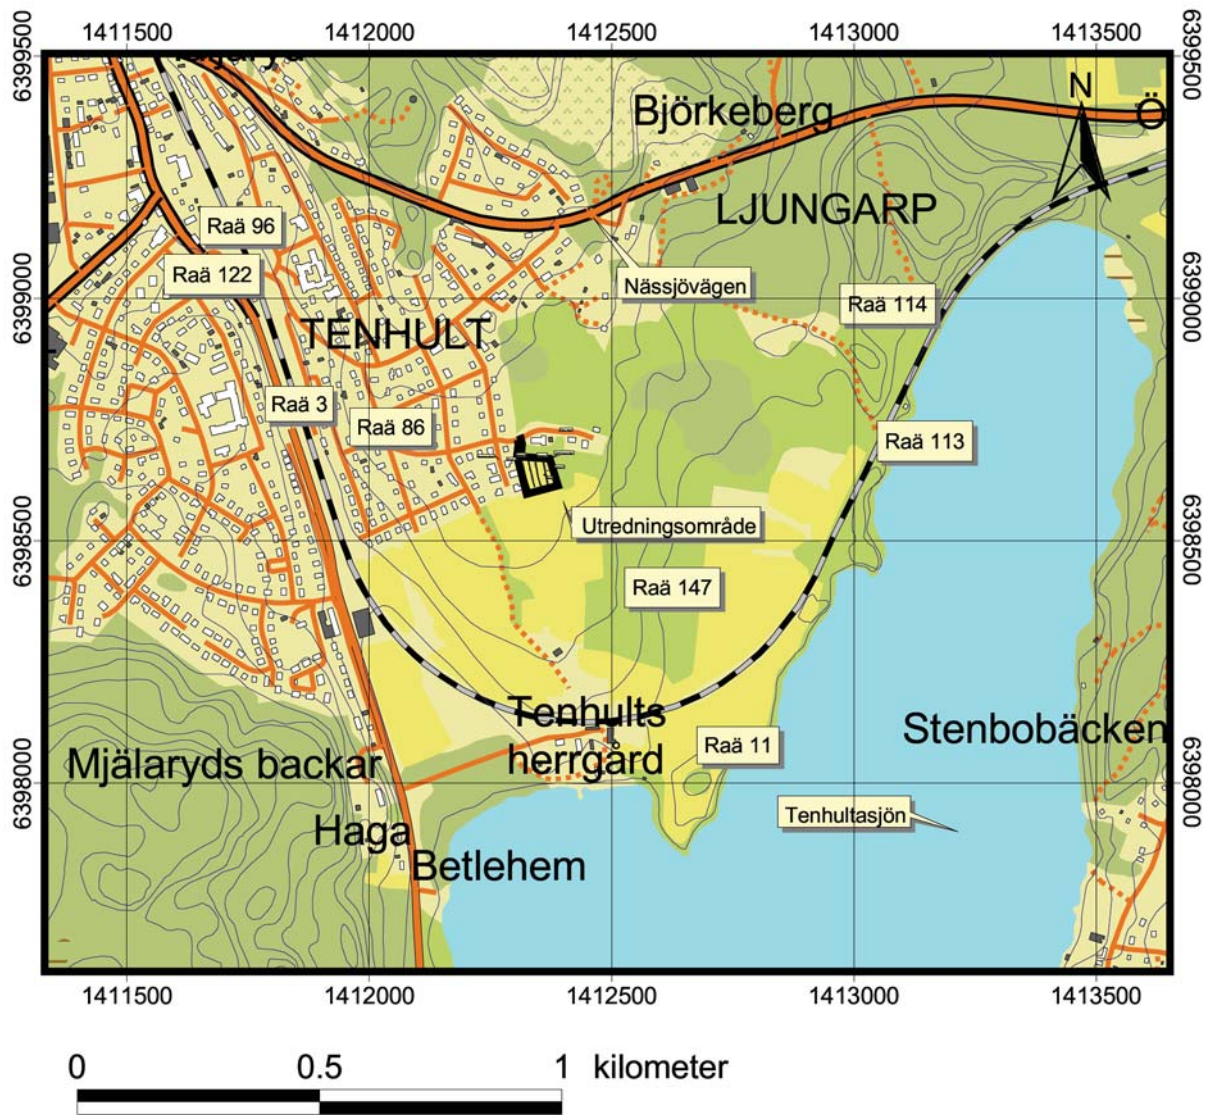 1411500 1412000 1412500 1413000 1413500
6399500
6399500
N
Björkeberg
Ö
LJUNGARP
Raä 96
Raä 122
Nässjövägen
6399000
Raä 114
6399000
TENHULT
Raä 3
Raä 86
Raä 113
Utredningsområde
6398500
6398500
Raä 147
Tenhults
herrgård
Stenbobäcken
Raä 11
Mjälaryds backar
6398000
6398000
Tenhultasjön
Haga
Betlehem
1411500 1412000 1412500 1413000 1413500
0 0.5 1 kilometer